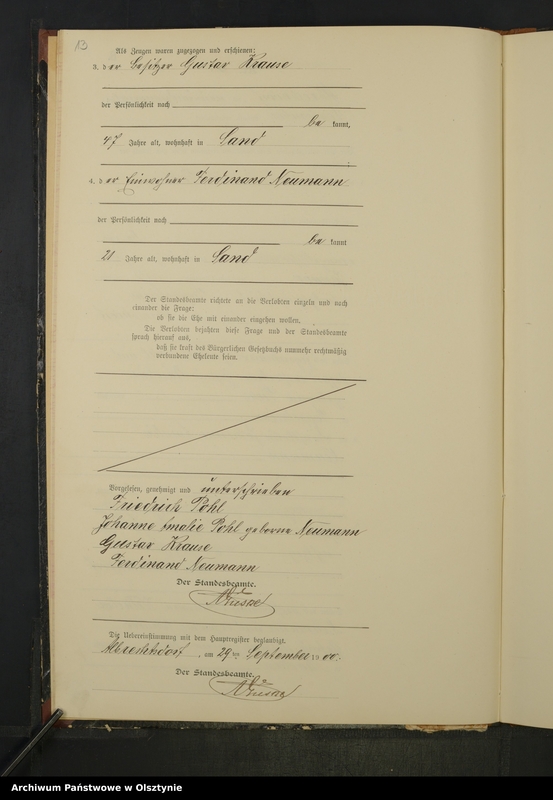 13
Als Zeugen waren zugezogen und erschienen:
3. der Besitzer Gustav Krause
der Persönlichkeit nach
be kannt,
47 Jahre alt, wohnhaft in Sand
;
4. der Einwohner Ferdinand Neumann
der Persönlichkeit nach
be kannt
21 Jahre alt, wohnhaft in Sand
Der Standesbeamte richtete an die Verlobten einzeln und nach
einander die Frage:
ob sie die Ehe mit einander eingehen wollen.
Die Verlobten bejahten diese Frage und der Standesbeamte
sprach hierauf aus,
daß sie kraft des Bürgerlichen Gesetzbuchs nunmehr rechtmäßig
verbundene Eheleute seien.
Vorgelesen, genehmigt und unterschrieben
Friedrich Pohl
Johanne Amalie Pohl geborne Neumann
Gustav Krause
Ferdinand Neumann
Der Standesbeamte.
Die Uebereinstimmung mit dem Hauptregister beglaubigt.
Albrechtsdorf, am 29ten September 1900.
Der Standesbeamte.
Archiwum Państwowe w Olsztynie